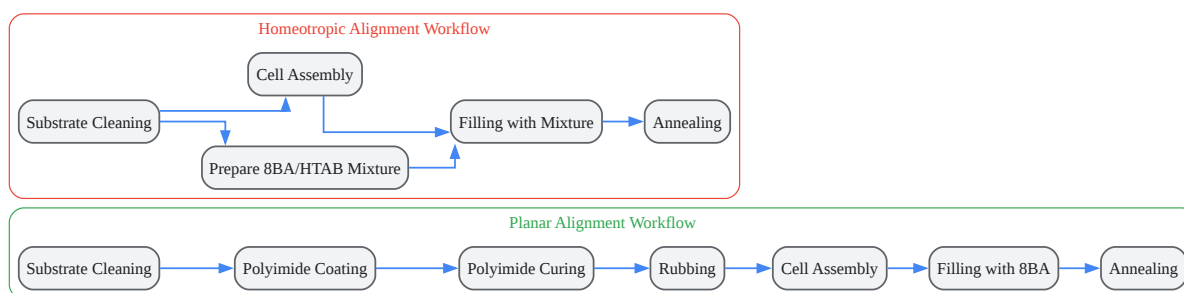 Homeotropic Alignment Workflow
Cell Assembly
Substrate Cleaning
Filling with Mixture
Annealing
Prepare 8BA/HTAB Mixture
Planar Alignment Workflow
Substrate Cleaning
Polyimide Coating
Polyimide Curing
Rubbing
Cell Assembly
Filling with 8BA
Annealing